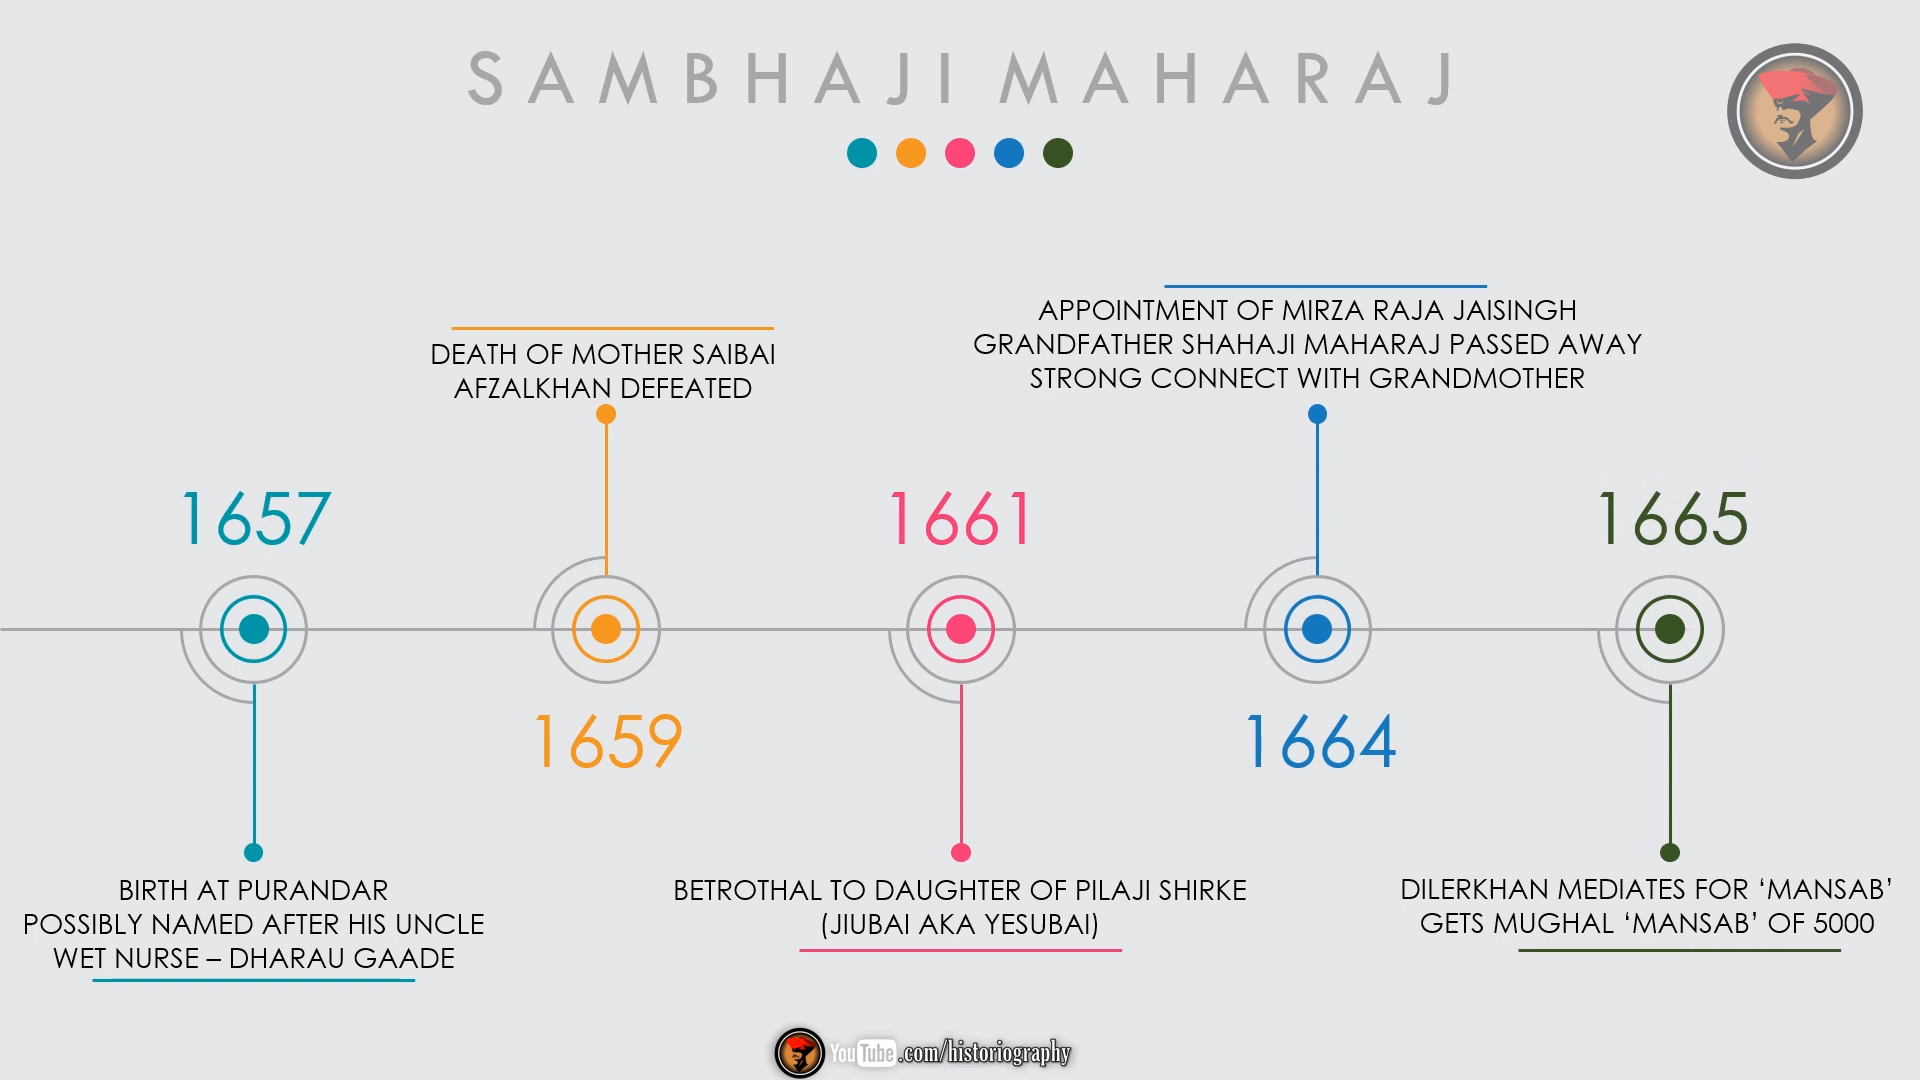 SAMBHAJI MAHARAJ
1657
BIRTH AT PURANDAR
POSSIBLY NAMED AFTER HIS UNCLE
WET NURSE – DHARAU GAADE
DEATH OF MOTHER SAIBAI
AFZALKHAN DEFEATED
1659
1661
BETROTHAL TO DAUGHTER OF PILAJI SHIRKE
(JIUBAI AKA YESUBAI)
APPOINTMENT OF MIRZA RAJA JAISINGH
GRANDFATHER SHAHAJI MAHARAJ PASSED AWAY
STRONG CONNECT WITH GRANDMOTHER
1664
1665
DILERKHAN MEDIATES FOR ‘MANSAB’
GETS MUGHAL ‘MANSAB’ OF 5000
YouTube.com/historiography